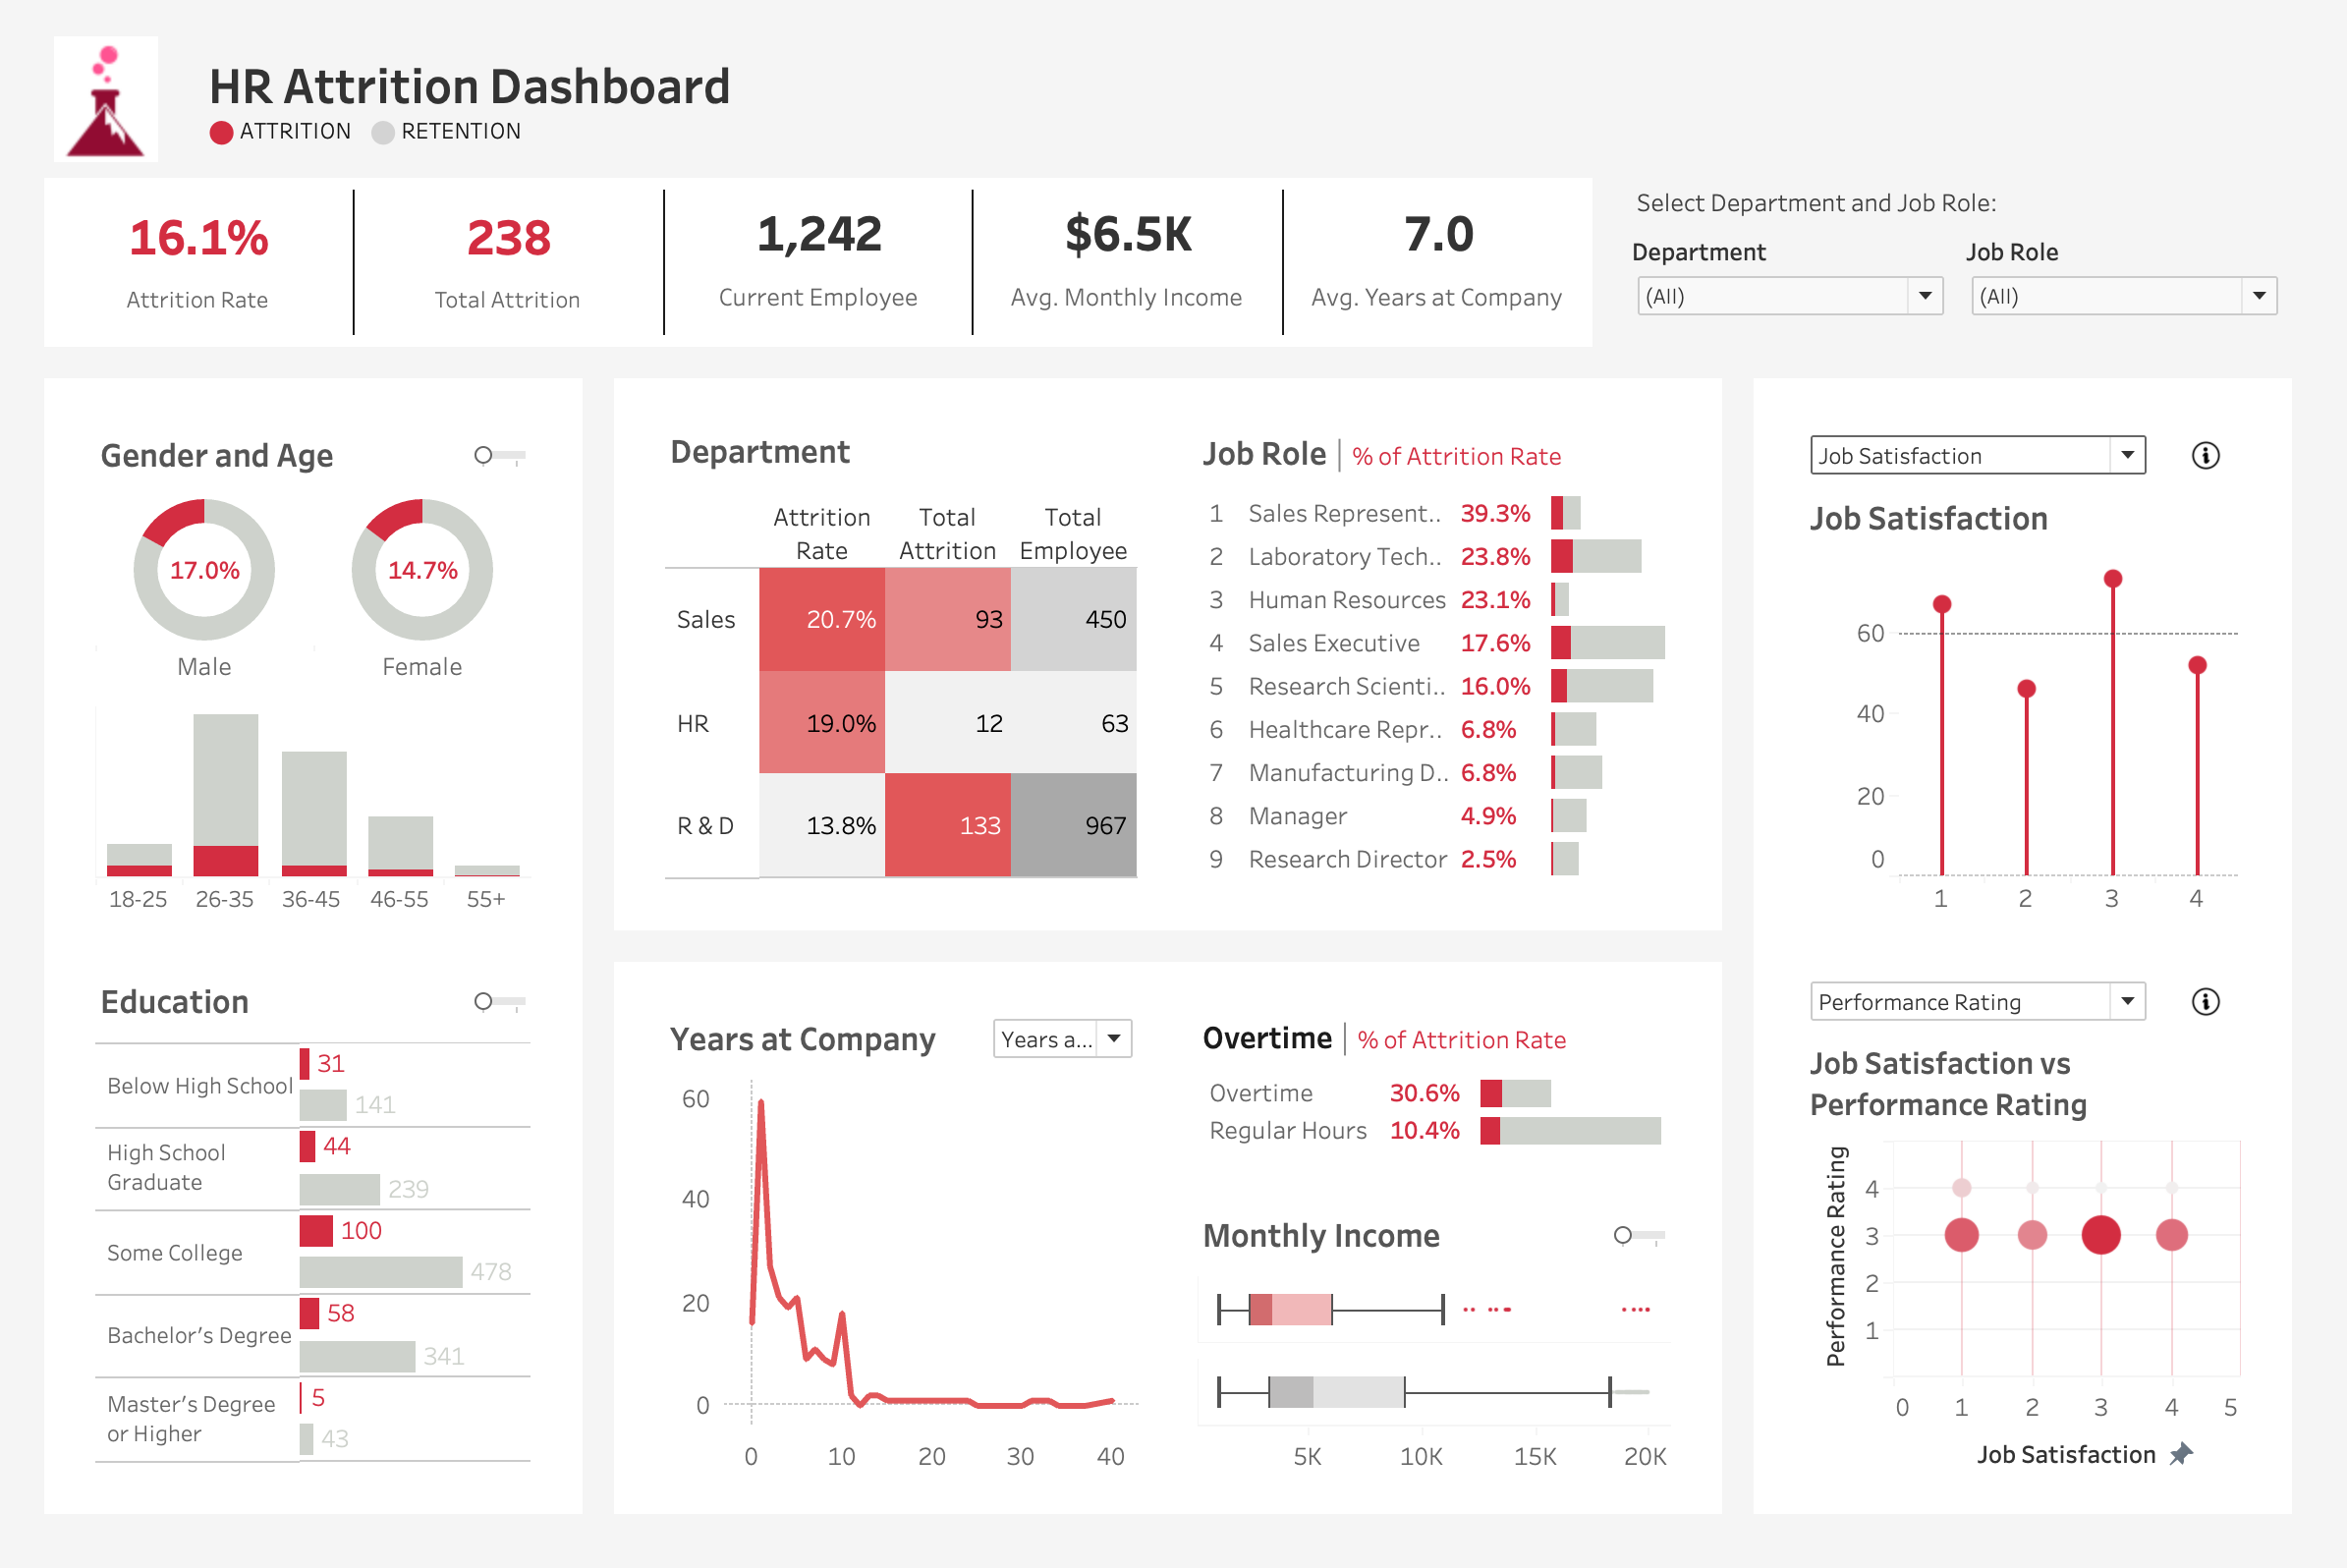 HR Attrition Dashboard
ATTRITION RETENTION
16.1%
Attrition Rate
238
Total Attrition
1,242
Current Employee
$6.5K
Avg. Monthly Income
7.0
Avg. Years at Company
Select Department and Job Role:
Department
(All)
Job Role
(All)
Gender and Age
17.0%
14.7%
Male
Female
18-25 26-35 36-45 46-55 55+
Education
Below High School 31
141
High School
Graduate
44
239
Some College
100
478
Bachelor's Degree
58
341
Master's Degree
or Higher
5
43
Department
Attrition
Rate
Total
Attrition
Total
Employee
Sales 20.7% 93 450
HR 19.0% 12 63
R & D 13.8% 133 967
Job Role | % of Attrition Rate
1 Sales Represent.. 39.3%
2 Laboratory Tech.. 23.8%
3 Human Resources 23.1%
4 Sales Executive 17.6%
5 Research Scienti.. 16.0%
6 Healthcare Repr.. 6.8%
7 Manufacturing D.. 6.8%
8 Manager 4.9%
9 Research Director 2.5%
Years at Company
Years a...
60
40
20
0
0 10 20 30 40
Overtime | % of Attrition Rate
Overtime 30.6%
Regular Hours 10.4%
Monthly Income
5K 10K 15K 20K
Job Satisfaction
Job Satisfaction
60
40
20
0
1 2 3 4
Performance Rating
Job Satisfaction vs
Performance Rating
Performance Rating
4
3
2
1
0 1 2 3 4 5
Job Satisfaction